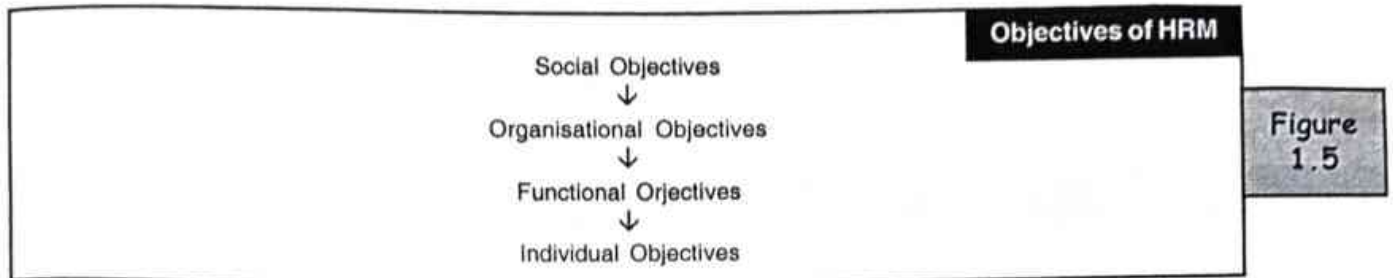 Objectives of HRM
Social Objectives
↓
Organisational Objectives
↓
Functional Orjectives
↓
Individual Objectives
Figure
1.5